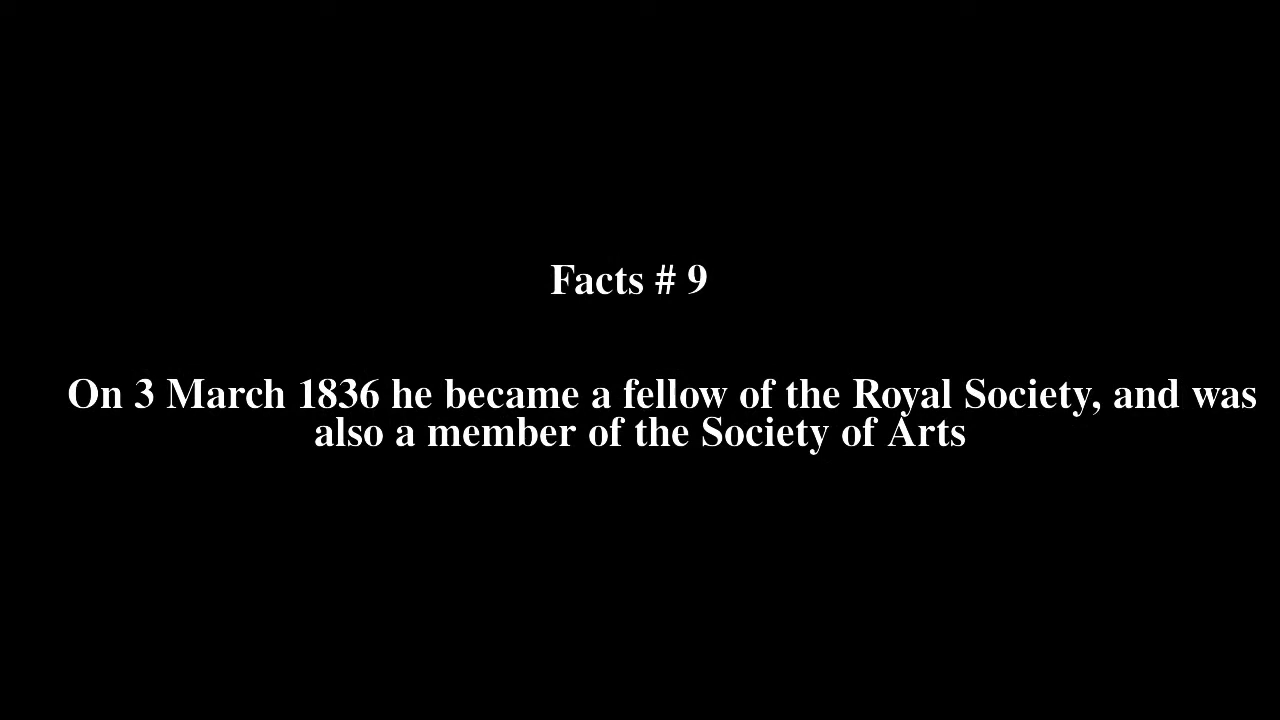 Facts # 9
On 3 March 1836 he became a fellow of the Royal Society, and was
also a member of the Society of Arts